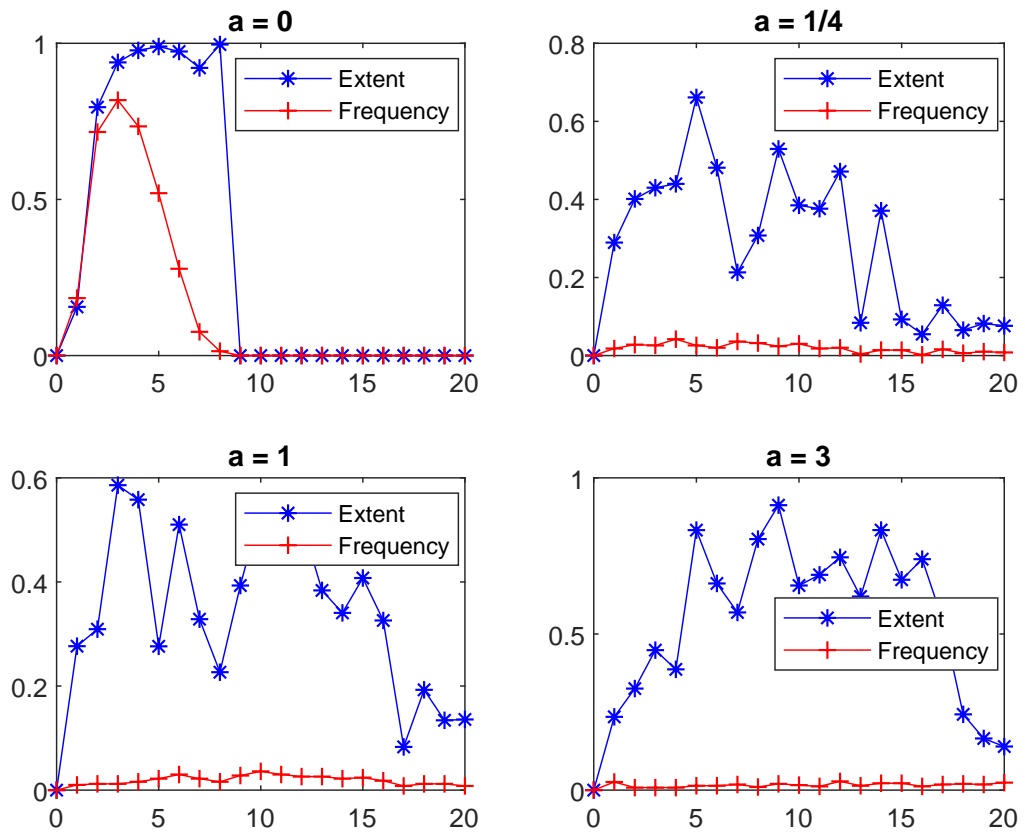 a = 0
1
0.5
0
0 5 10 15 20
Extent
Frequency
a = 1/4
0.8
0.6
0.4
0.2
0
0 5 10 15 20
Extent
Frequency
a = 1
0.6
0.4
0.2
0
0 5 10 15 20
Extent
Frequency
a = 3
1
0.5
0
0 5 10 15 20
Extent
Frequency